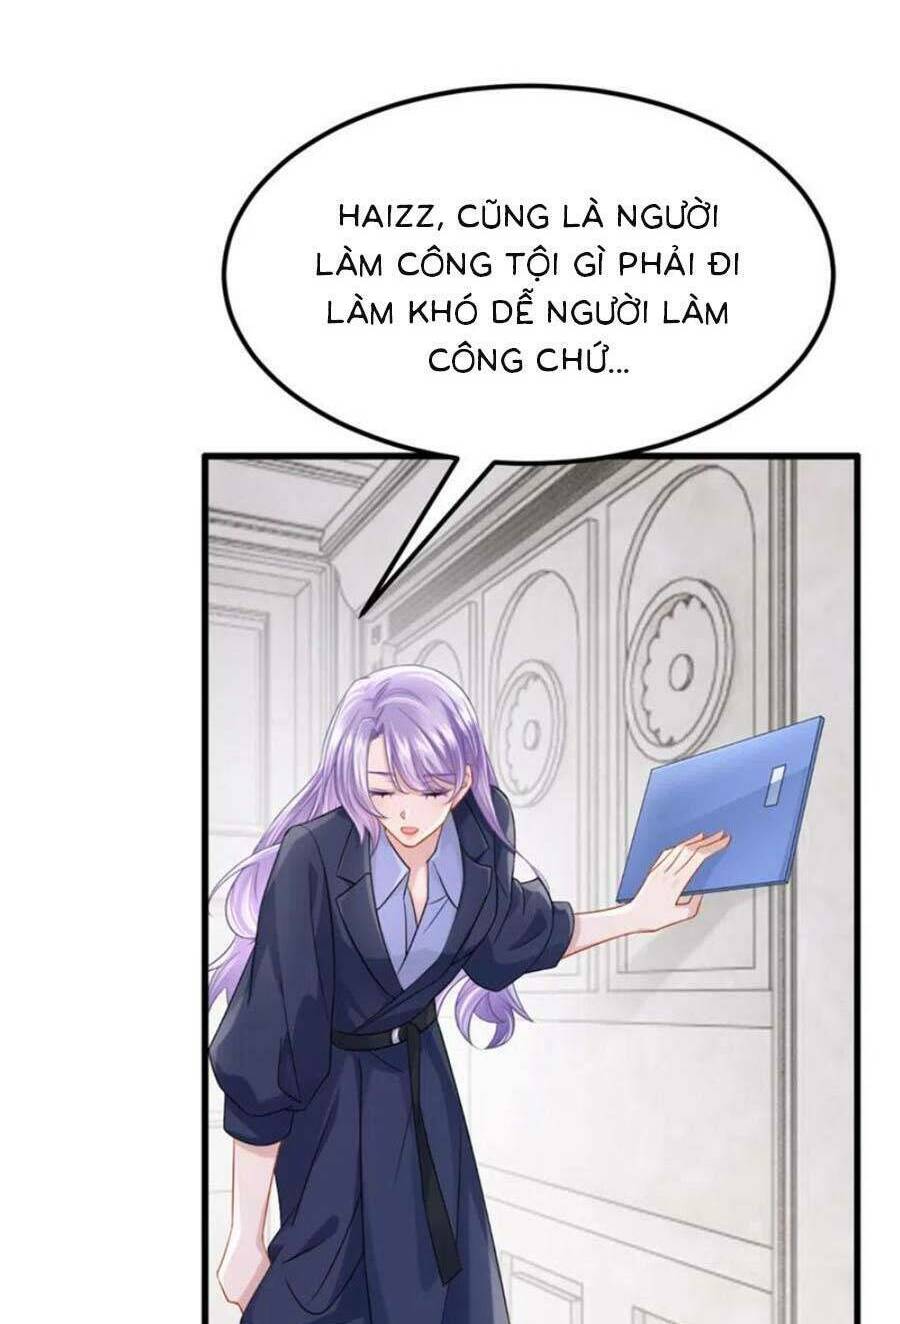 HAIZZ, CŨNG LÀ NGƯỜI
LÀM CÔNG TỘI GÌ PHẢI ĐI
LÀM KHÓ DỄ NGƯỜI LÀM
CÔNG CHỨ...